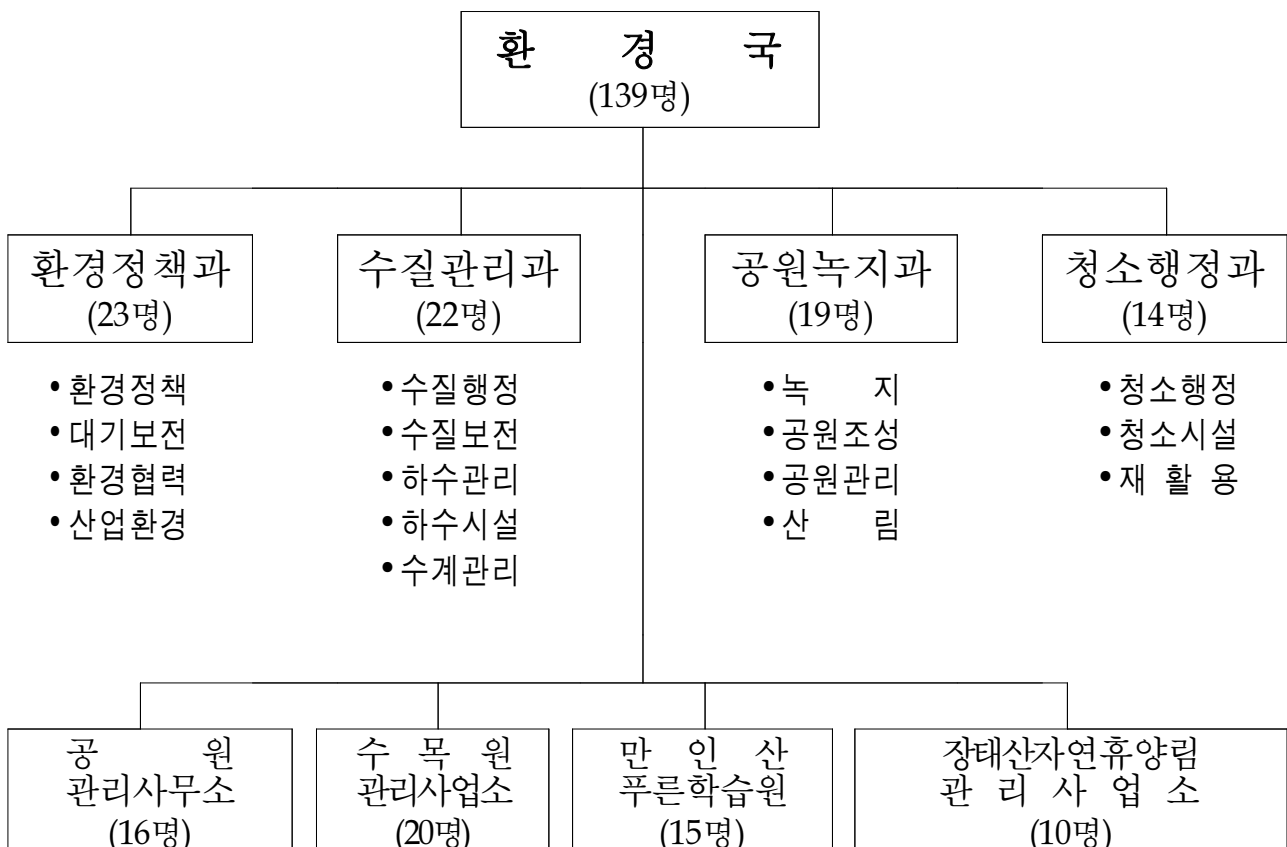 환 경 국
(139명)
환경정책과
(23명)
수질관리과
(22명)
공원녹지과
(19명)
청소행정과
(14명)
•환경정책
•대기보전
•환경협력
•산업환경
•수질행정
•수질보전
•하수관리
•하수시설
•수계관리
•녹 지
•공원조성
•공원관리
•산 림
•청소행정
•청소시설
•재 활 용
공 원
관리사무소
(16명)
수 목 원
관리사업소
(20명)
만 인 산
푸른학습원
(15명)
장태산자연휴양림
관 리 사 업 소
(10명)